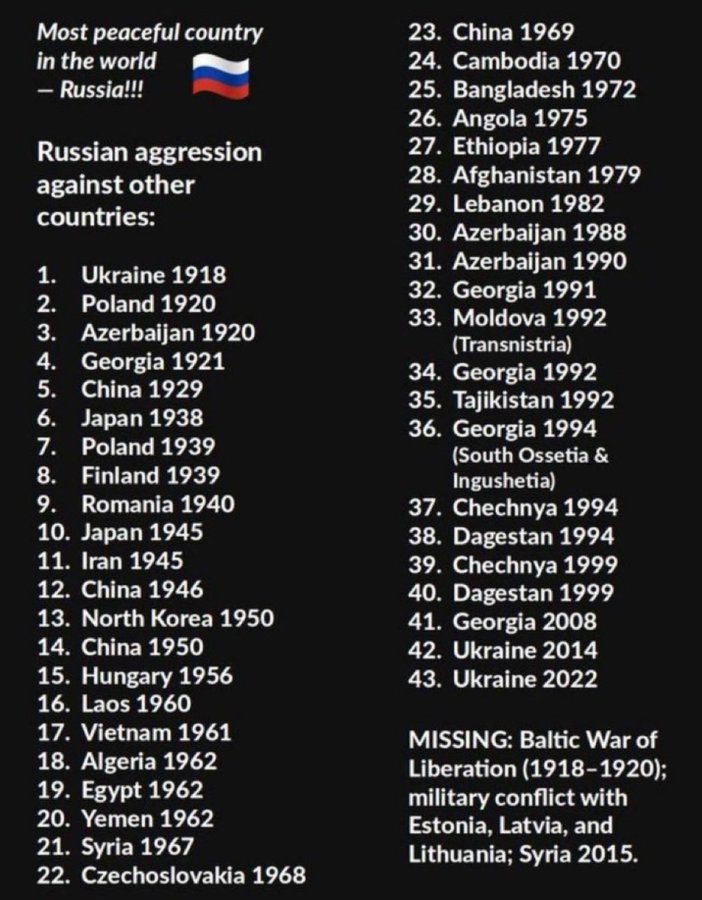 Most peaceful country
in the world
— Russia!!!
Russian aggression
against other
countries:
1. Ukraine 1918
2. Poland 1920
3. Azerbaijan 1920
4. Georgia 1921
5. China 1929
6. Japan 1938
7. Poland 1939
8. Finland 1939
9. Romania 1940
10. Japan 1945
11. Iran 1945
12. China 1946
13. North Korea 1950
14. China 1950
15. Hungary 1956
16. Laos 1960
17. Vietnam 1961
18. Algeria 1962
19. Egypt 1962
20. Yemen 1962
21. Syria 1967
22. Czechoslovakia 1968
23. China 1969
24. Cambodia 1970
25. Bangladesh 1972
26. Angola 1975
27. Ethiopia 1977
28. Afghanistan 1979
29. Lebanon 1982
30. Azerbaijan 1988
31. Azerbaijan 1990
32. Georgia 1991
33. Moldova 1992
(Transnistria)
34. Georgia 1992
35. Tajikistan 1992
36. Georgia 1994
(South Ossetia &
Ingushetia)
37. Chechnya 1994
38. Dagestan 1994
39. Chechnya 1999
40. Dagestan 1999
41. Georgia 2008
42. Ukraine 2014
43. Ukraine 2022
MISSING: Baltic War of
Liberation (1918–1920);
military conflict with
Estonia, Latvia, and
Lithuania; Syria 2015.